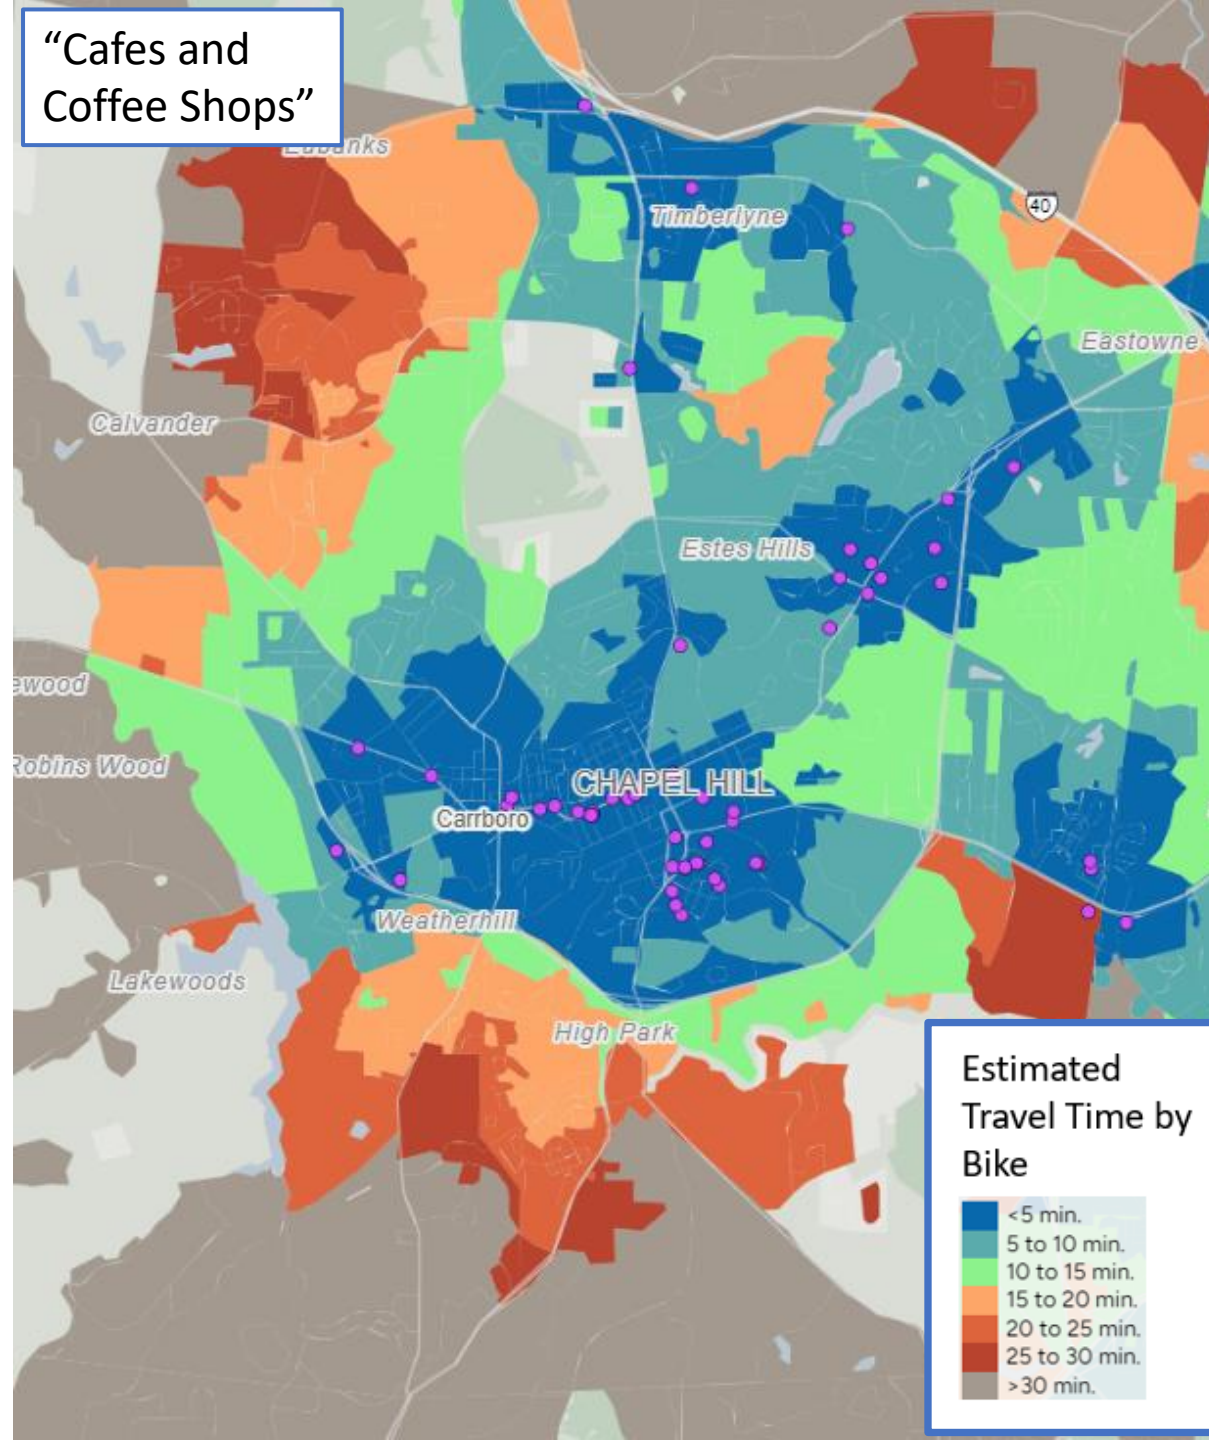 “Cafes and
Coffee Shops”
Eubanks
40
Timberlyne
Eastowne
Calvander
Estes Hills
ewood
Robins Wood
CHAPEL HILL
Carrboro
Weatherhill
Lakewoods
High Park
Estimated
Travel Time by
Bike
<5 min.
5 to 10 min.
10 to 15 min.
15 to 20 min.
20 to 25 min.
25 to 30 min.
>30 min.